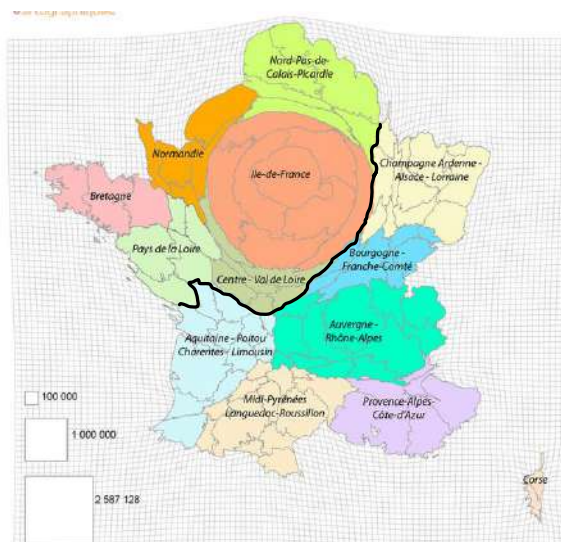 Nord-Pas-de-
Calais-Picardie
Normandie
Ile-de-France
Champagne Ardenne -
Alsace - Lorraine
Bretagne
Pays de la Loire
Centre - Val de Loire
Bourgogne -
Franche-Comté
Aquitaine - Poitou
Charentes - Limousin
Auvergne -
Rhône-Alpes
Midi-Pyrénées
Languedoc-Roussillon
Provence-Alpes-
Côte-d'Azur
Corse
100 000
1 000 000
2 587 128